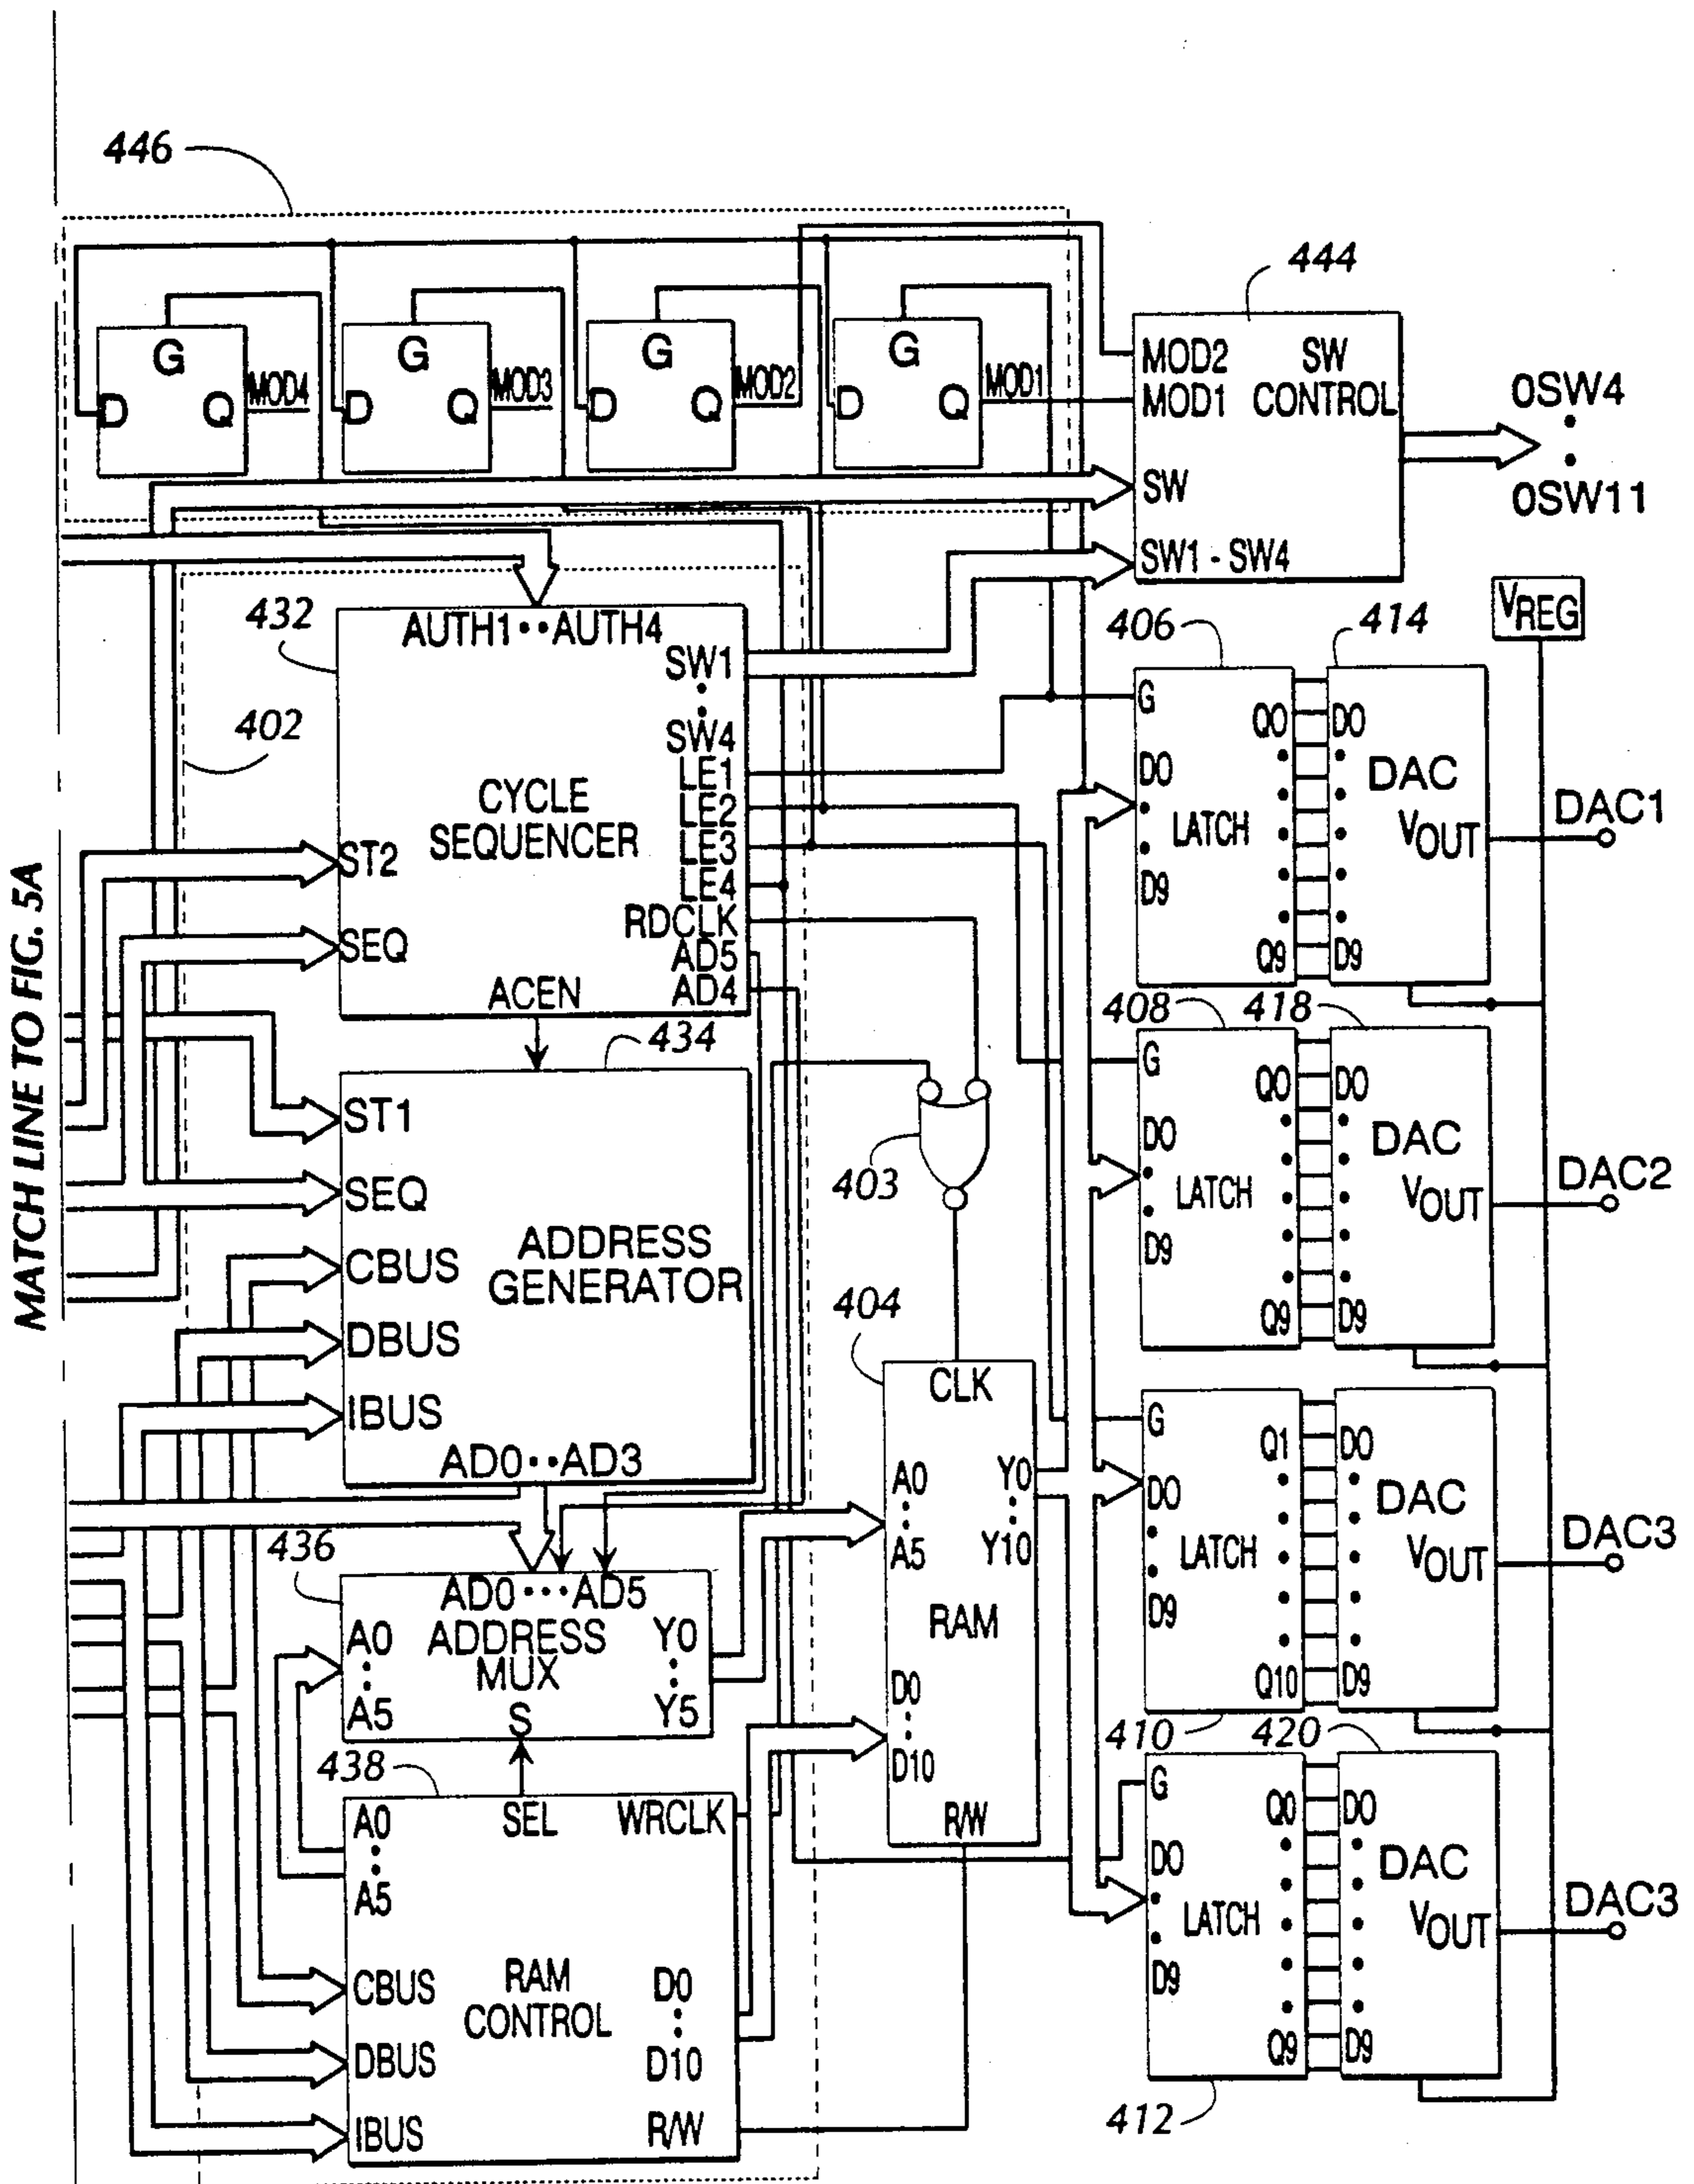 446
444
G
D
Q
MOD4
G
D
Q
MOD3
G
D
Q
MOD2
G
D
Q
MOD1
MOD2
MOD1
SW
CONTROL
SW
SW1 - SW4
0SW4
0SW11
MATCH LINE TO FIG. 5A
432
402
AUTH1··AUTH4
SW1
SW4
LE1
LE2
LE3
LE4
RDCLK
AD5
AD4
CYCLE
SEQUENCER
ST2
SEQ
ACEN
434
ST1
SEQ
CBUS
DBUS
IBUS
ADDRESS
GENERATOR
AD0··AD3
436
AD0···AD5
A0
A5
ADDRESS
MUX
S
Y0
Y5
438
A0
A5
SEL
WRCLK
CBUS
DBUS
IBUS
RAM
CONTROL
D0
D10
R/W
403
404
CLK
A0
A5
Y0
Y10
RAM
D0
D10
R/W
VREG
406
G
D0
D9
LATCH
Q0
Q9
414
D0
D9
DAC
VOUT
DAC1
408
G
D0
D9
LATCH
Q0
Q9
418
D0
D9
DAC
VOUT
DAC2
G
D0
D9
LATCH
Q1
Q10
410
D0
D9
DAC
VOUT
DAC3
420
G
D0
D9
LATCH
Q0
Q9
412
D0
D9
DAC
VOUT
DAC3